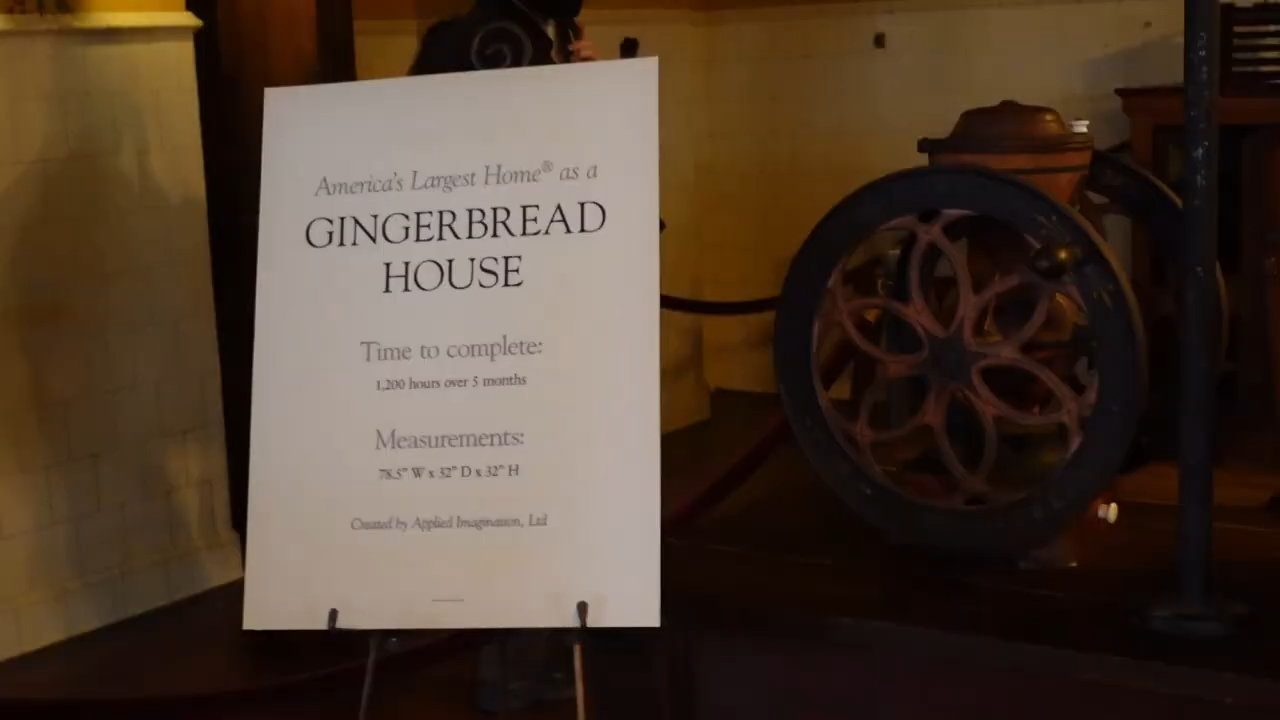 America's Largest Home® as a
GINGERBREAD
HOUSE
Time to complete:
1,200 hours over 5 months
Measurements:
78.5" W x 32" D x 32" H
Created by Applied Imagination, Ltd